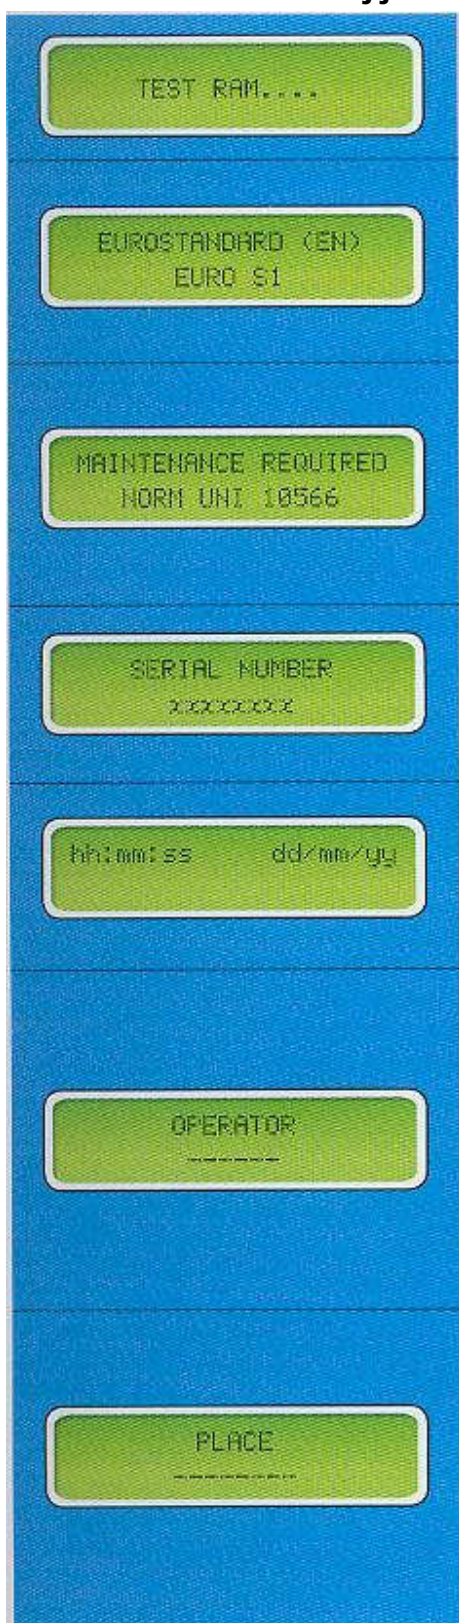 TEST RAM....
EUROSTANDARD (EN)
EURO S1
MAINTENANCE REQUIRED
NORM UNI 10566
SERIAL NUMBER
xxxxxxxx
hh:mm:ss dd/mm/yy
OPERATOR
------
PLACE
--------